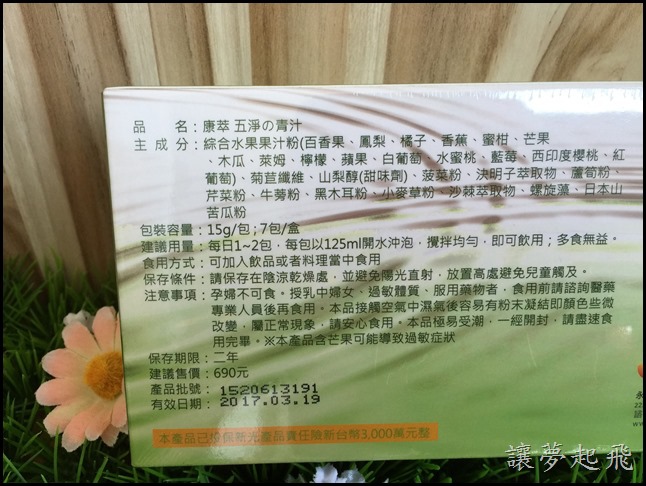 品　　名：康萃 五淨の青汁
主 成 分：綜合水果果汁粉(百香果、鳳梨、橘子、香蕉、蜜柑、芒果
、木瓜、萊姆、檸檬、蘋果、白葡萄、水蜜桃、藍莓、西印度櫻桃、紅
葡萄)、菊苣纖維、山梨醇(甜味劑)、菠菜粉、決明子萃取物、蘆筍粉、
芹菜粉、牛蒡粉、黑木耳粉、小麥草粉、沙棘萃取物、螺旋藻、日本山
苦瓜粉
包裝容量：15g/包；7包/盒
建議用量：每日1~2包，每包以125ml開水沖泡，攪拌均勻，即可飲用；多食無益。
食用方式：可加入飲品或者料理當中食用
保存條件：請保存在陰涼乾燥處，並避免陽光直射，放置高處避免兒童觸及。
注意事項：孕婦不可食。授乳中婦女、過敏體質、服用藥物者，食用前請諮詢醫藥
專業人員後再食用。本品接觸空氣中濕氣後容易有粉末凝結即顏色些微
改變，屬正常現象，請安心食用。本品極易受潮，一經開封，請盡速食
用完畢。※本產品含芒果可能導致過敏症狀
保存期限：二年
建議售價：690元
產品批號：1520613191
有效日期：2017.03.19
本產品已投保新光產品責任險新台幣3,000萬元整
讓夢起飛